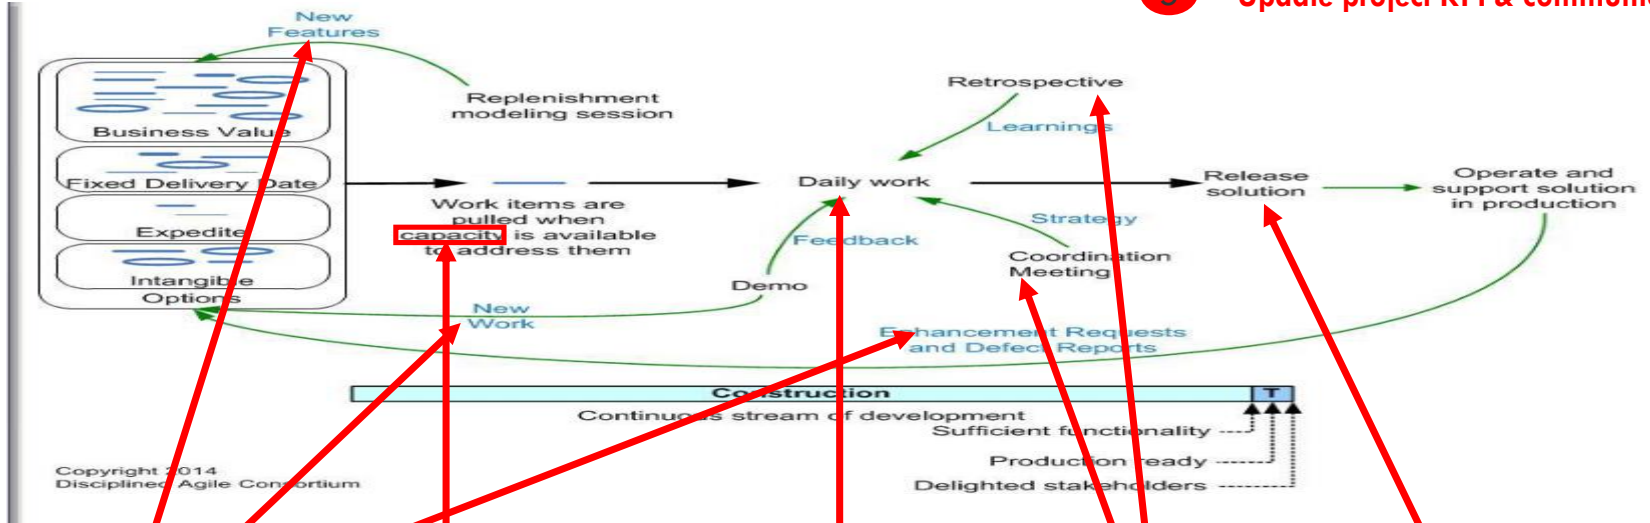 Update project KPI &
New
Features
Replenishment
modeling session
Business Value
Fixed Delivery Date
Expedite
Intangible
Options
Work items are
pulled when
capacity is available
to address them
New
Work
Daily work
Retrospective
Learnings
Feedback
Demo
Strategy
Coordination
Meeting
Release
solution
Operate and
support solution
in production
Enhancement Requests
and Defect Reports
Construction
T
Continuous stream of development
Sufficient functionality
Production ready
Delighted stakeholders
Copyright 2014
Disciplined Agile Consortium